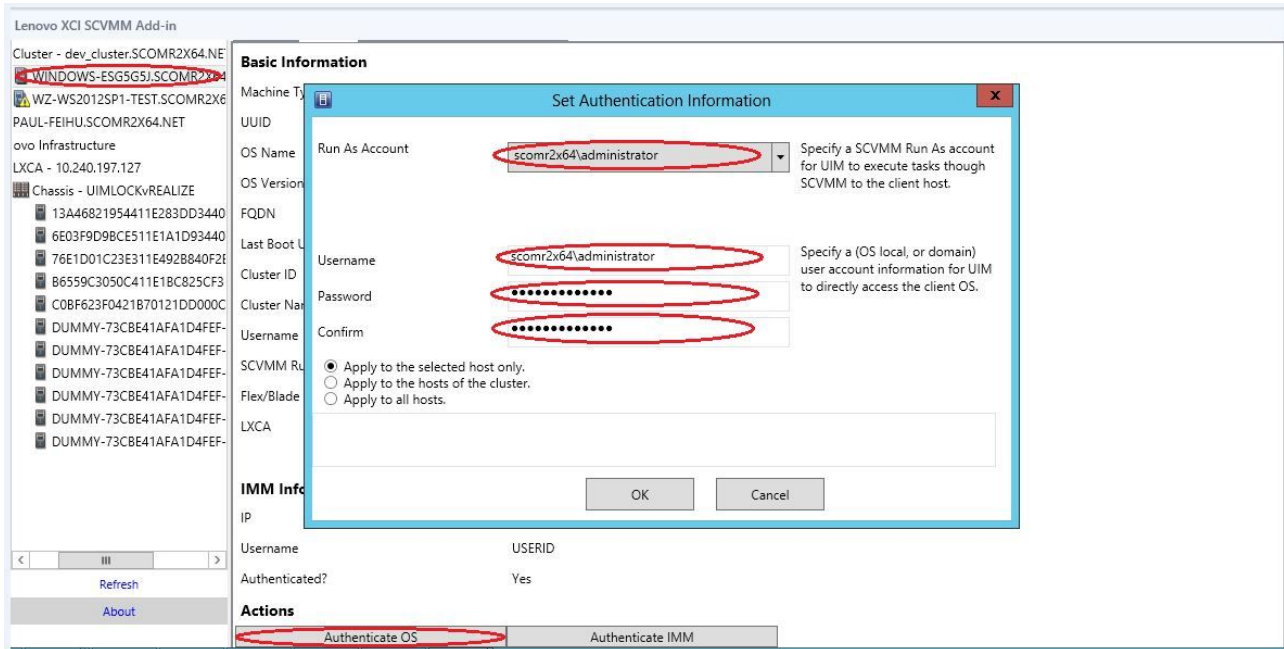 Lenovo XCI SCVMM Add-in
Cluster - dev_cluster.SCOMR2X64.NE
WINDOWS-ESG5G5J.SCOMR2X64
WZ-WS2012SP1-TEST.SCOMR2X6
PAUL-FEIHU.SCOMR2X64.NET
ovo Infrastructure
LXCA - 10.240.197.127
Chassis - UIMLOCKvREALIZE
13A46821954411E283DD3440
6E03F9D9BCE511E1A1D93440
76E1D01C23E311E492B840F2E
B6559C3050C411E1BC825CF3
C0BF623F0421B70121DD000C
DUMMY-73CBE41AFA1D4FEF-
DUMMY-73CBE41AFA1D4FEF-
DUMMY-73CBE41AFA1D4FEF-
DUMMY-73CBE41AFA1D4FEF-
DUMMY-73CBE41AFA1D4FEF-
DUMMY-73CBE41AFA1D4FEF-
Refresh
About
Basic Information
Machine Ty
UUID
OS Name
OS Version
FQDN
Last Boot U
Cluster ID
Cluster Nar
Username
SCVMM Ru
Flex/Blade
LXCA
IMM Info
IP
Username USERID
Authenticated? Yes
Actions
Authenticate OS Authenticate IMM
Set Authentication Information
x
Run As Account scomr2x64\administrator
Specify a SCVMM Run As account
for UIM to execute tasks though
SCVMM to the client host.
Username scomr2x64\administrator
Password •••••••••••••
Confirm •••••••••••••
Specify a (OS local, or domain)
user account information for UIM
to directly access the client OS.
Apply to the selected host only.
Apply to the hosts of the cluster.
Apply to all hosts.
OK Cancel